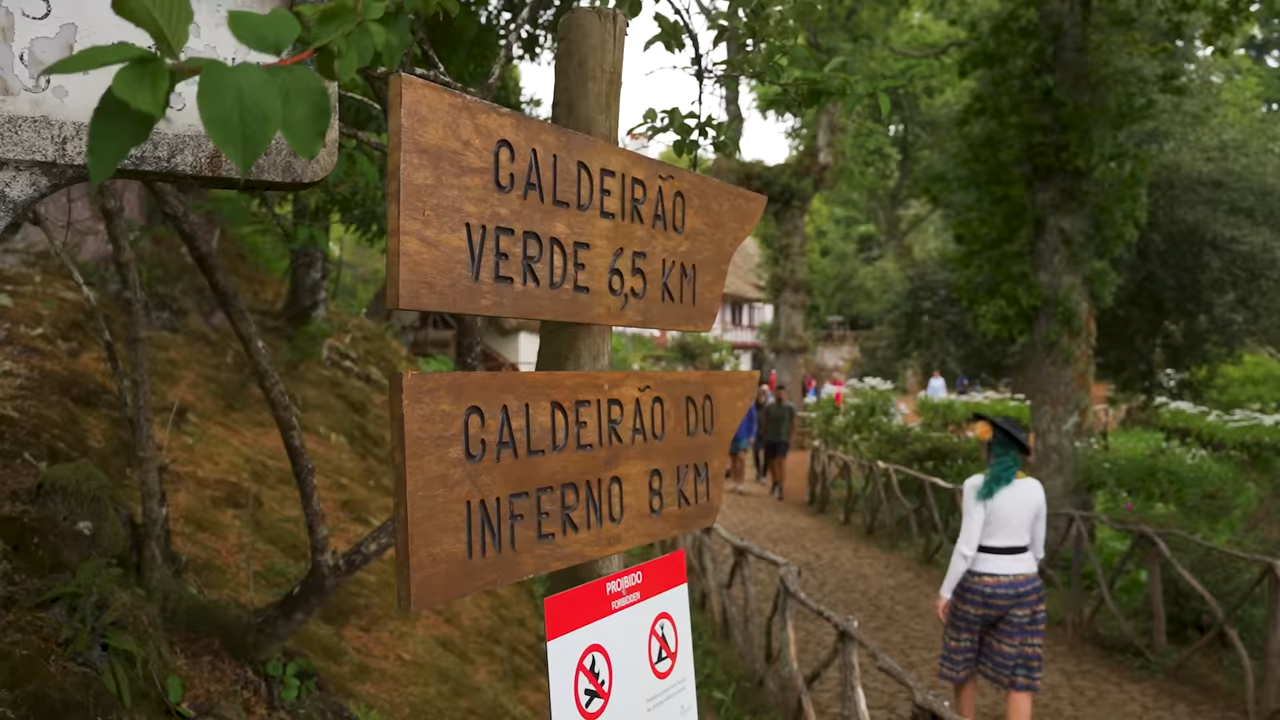 CALDEIRÃO
VERDE 6,5 KM
CALDEIRÃO DO
INFERNO 8 KM
PROIBIDO
FORBIDDEN